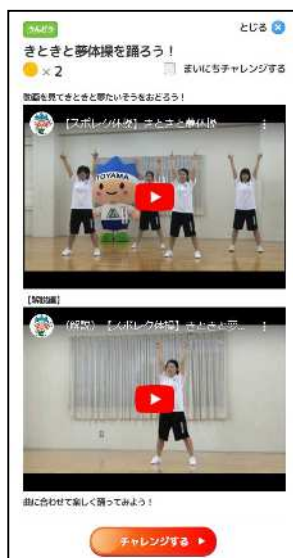 うんどう
とじる
きときと夢体操を踊ろう！
× 2
まいにちチャレンジする
動画を見てきときと夢たいそうをおどろう！
【スポレク体操】きときと夢体操
TOYAMA
【解説動画】
（解説）【スポレク体操】きときと夢...
曲に合わせて楽しく踊ってみよう！
チャレンジする